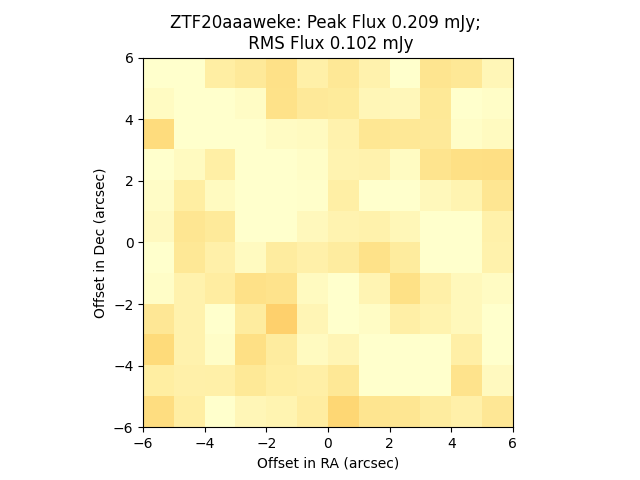 ZTF20aaaweke: Peak Flux 0.209 mJy;
RMS Flux 0.102 mJy
6
4
2
0
−2
−4
−6
Offset in Dec (arcsec)
−6 −4 −2 0 2 4 6
Offset in RA (arcsec)